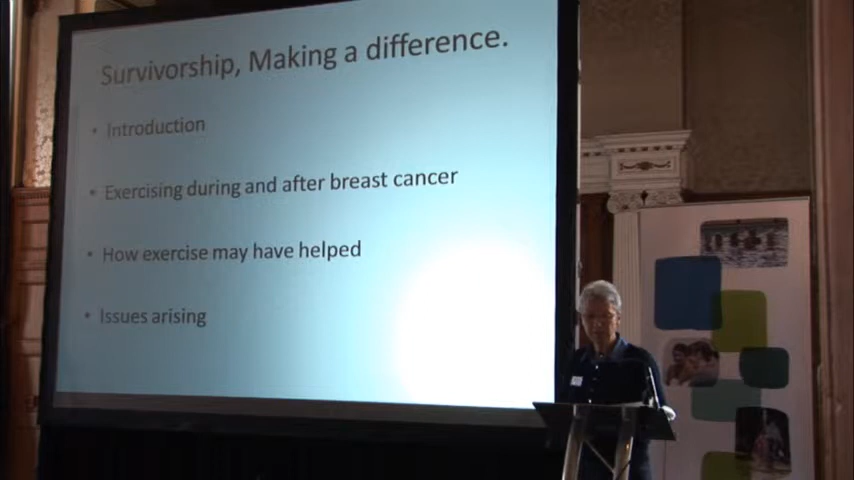 Survivorship, Making a difference.
• Introduction
• Exercising during and after breast cancer
• How exercise may have helped
• Issues arising